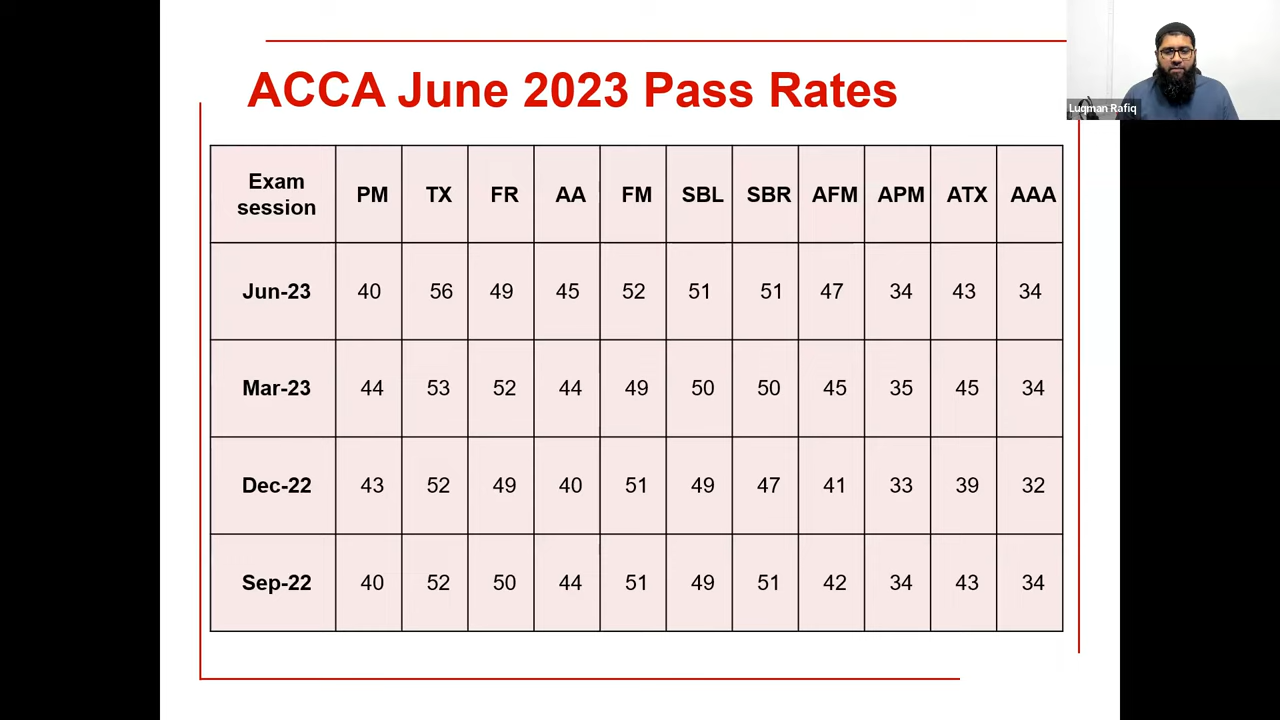 ACCA June 2023 Pass Rates
Luqman Rafiq
Exam session PM TX FR AA FM SBL SBR AFM APM ATX AAA
Jun-23 40 56 49 45 52 51 51 47 34 43 34
Mar-23 44 53 52 44 49 50 50 45 35 45 34
Dec-22 43 52 49 40 51 49 47 41 33 39 32
Sep-22 40 52 50 44 51 49 51 42 34 43 34